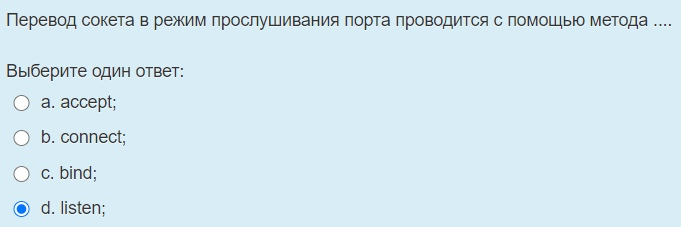 Перевод сокета в режим прослушивания порта проводится с помощью метода ....
Выберите один ответ:
a. accept;
b. connect;
c. bind;
d. listen;